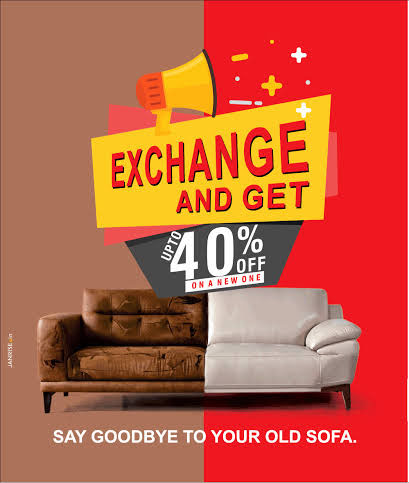 EXCHANGE
AND GET
UPTO
40% OFF
ON A NEW ONE
SAY GOODBYE TO YOUR OLD SOFA.